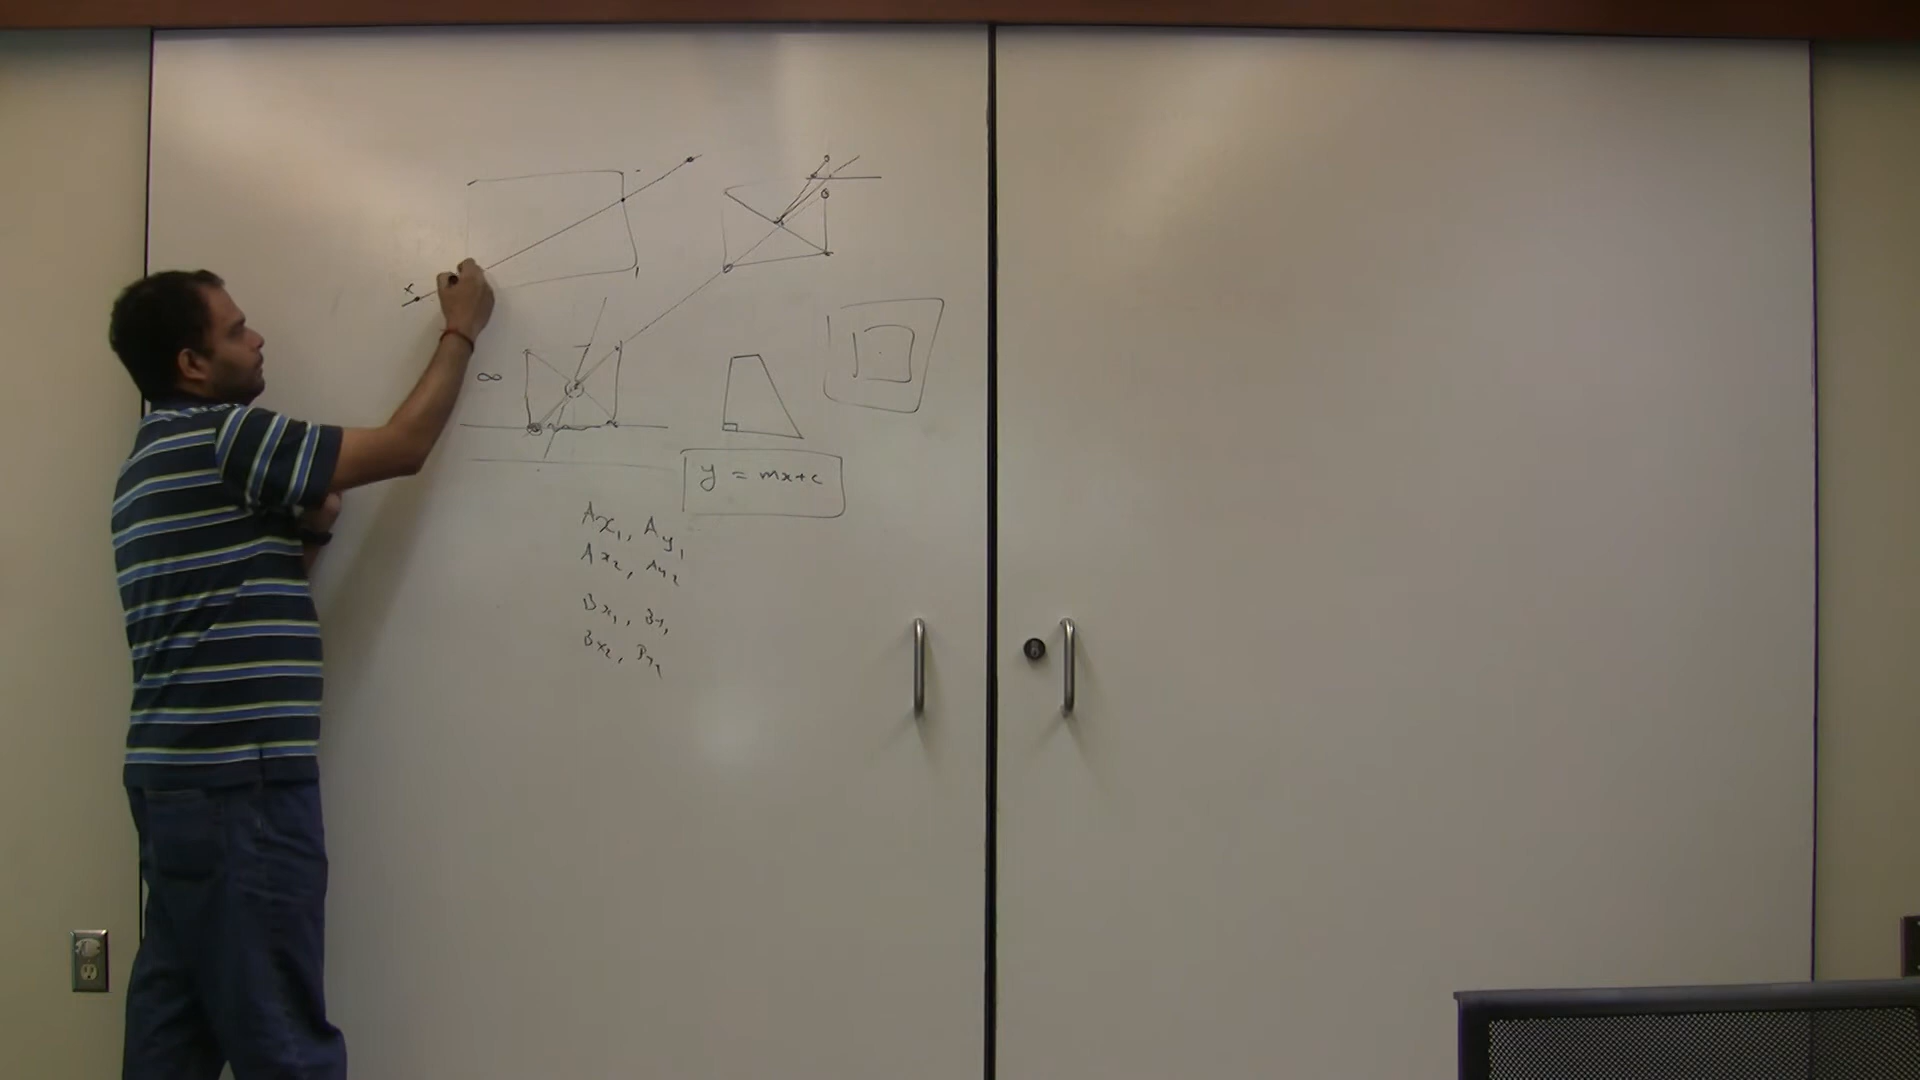 x
∞
y = mx+c
Ax₁, Ay₁
Ax₂, Ay₂
Bx₁, By₁
Bx₂, By₂